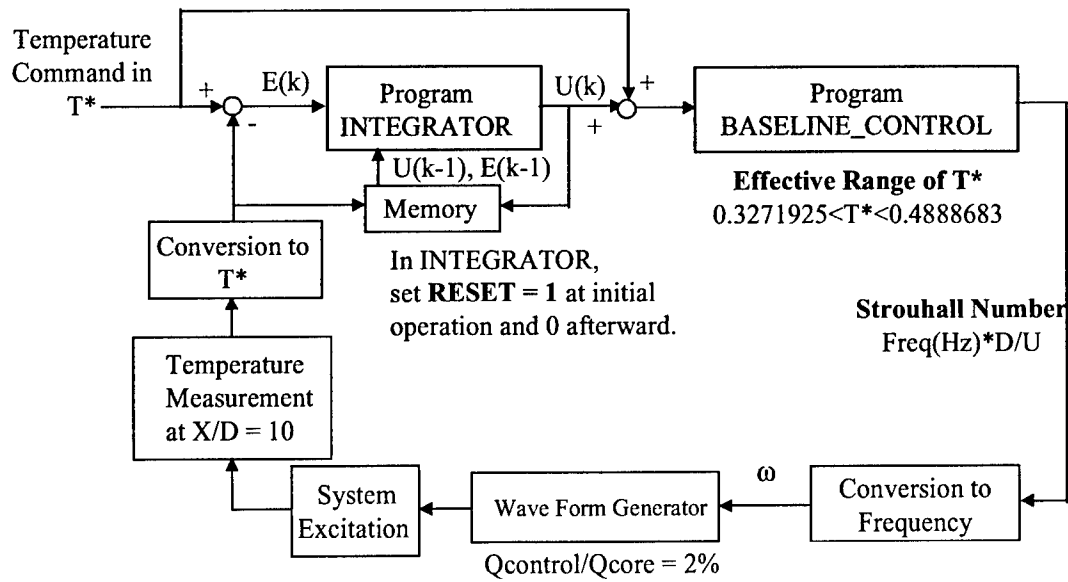 Temperature
Command in
T*
+
-
E(k)
Program
INTEGRATOR
U(k)
+
+
Program
BASELINE_CONTROL
U(k-1), E(k-1)
Memory
Effective Range of T*
0.3271925<T*<0.4888683
Conversion to
T*
In INTEGRATOR,
set RESET = 1 at initial
operation and 0 afterward.
Strouhall Number
Freq(Hz)*D/U
Temperature
Measurement
at X/D = 10
System
Excitation
Wave Form Generator
ω
Conversion to
Frequency
Qcontrol/Qcore = 2%